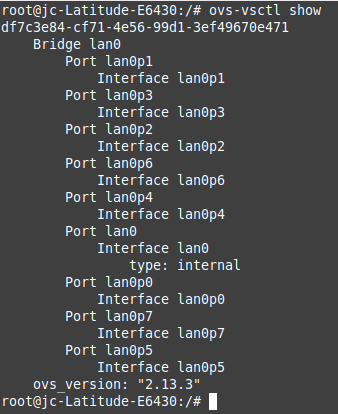 root@jc-Latitude-E6430:/# ovs-vsctl show
df7c3e84-cf71-4e56-99d1-3ef49670e471
    Bridge lan0
        Port lan0p1
            Interface lan0p1
        Port lan0p3
            Interface lan0p3
        Port lan0p2
            Interface lan0p2
        Port lan0p6
            Interface lan0p6
        Port lan0p4
            Interface lan0p4
        Port lan0
            Interface lan0
                type: internal
        Port lan0p0
            Interface lan0p0
        Port lan0p7
            Interface lan0p7
        Port lan0p5
            Interface lan0p5
    ovs_version: "2.13.3"
root@jc-Latitude-E6430:/#